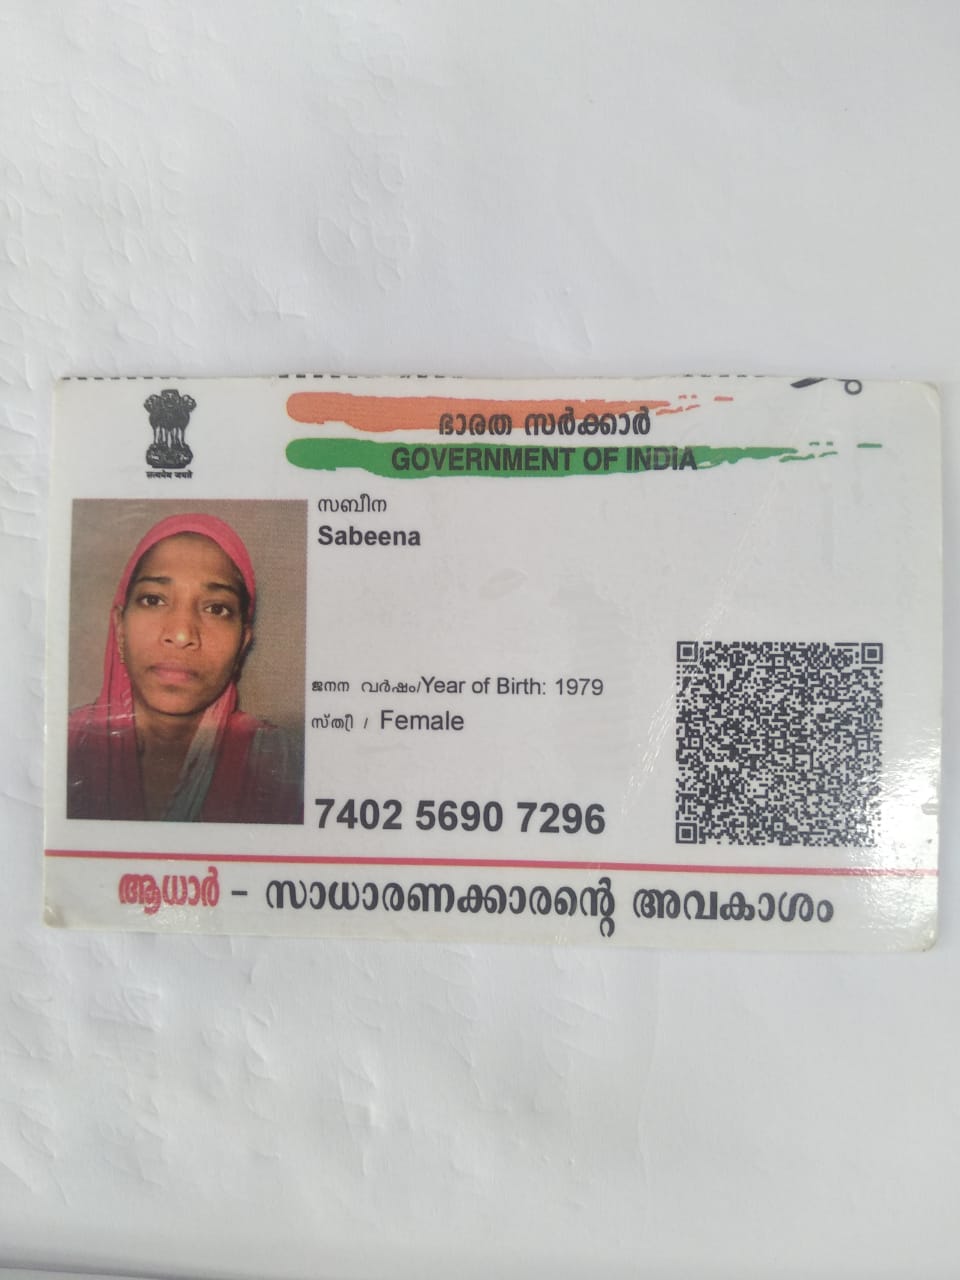 ഭാരത സർക്കാർ
GOVERNMENT OF INDIA
सत्यमेव जयते
സബീന
Sabeena
ജനന വർഷം/Year of Birth: 1979
സ്ത്രീ / Female
7402 5690 7296
ആധാർ - സാധാരണക്കാരന്റെ അവകാശം